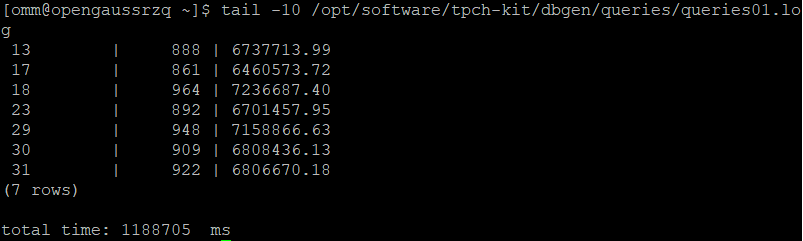 [omm@opengaussrzq ~]$ tail -10 /opt/software/tpch-kit/dbgen/queries/queries01.lo
g
 13         |      888 | 6737713.99
 17         |      861 | 6460573.72
 18         |      964 | 7236687.40
 23         |      892 | 6701457.95
 29         |      948 | 7158866.63
 30         |      909 | 6808436.13
 31         |      922 | 6806670.18
(7 rows)

total time: 1188705  ms